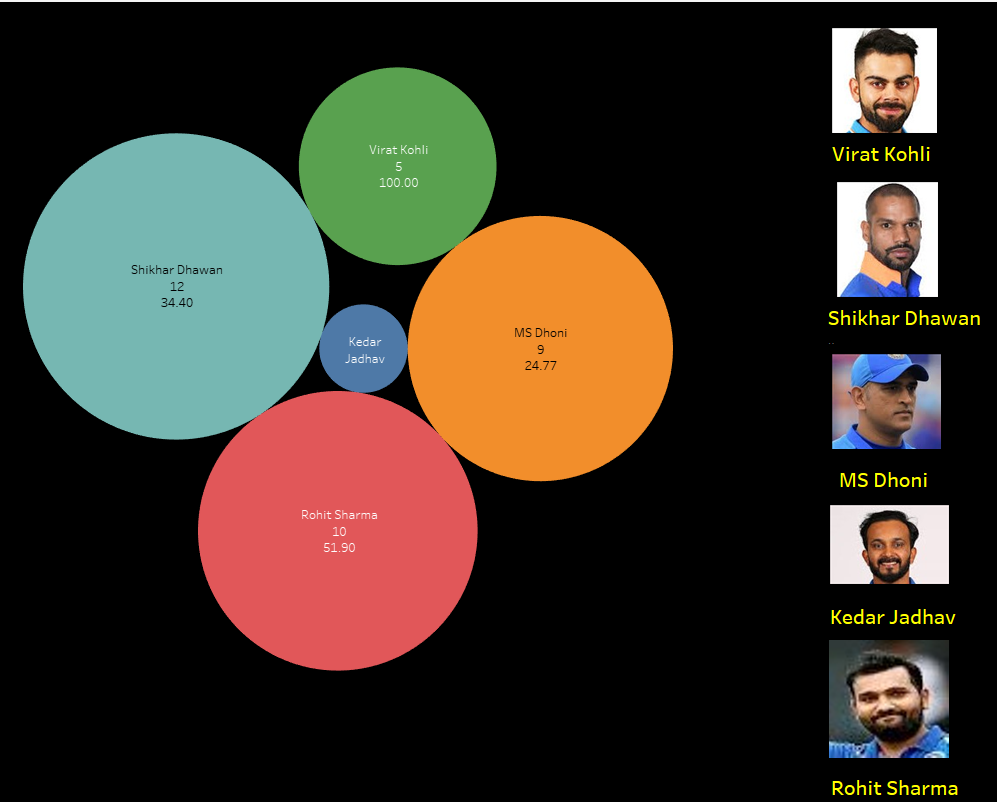 Virat Kohli
5
100.00
Shikhar Dhawan
12
34.40
MS Dhoni
9
24.77
Kedar
Jadhav
Rohit Sharma
10
51.90
Virat Kohli
Shikhar Dhawan
..
MS Dhoni
Kedar Jadhav
Rohit Sharma